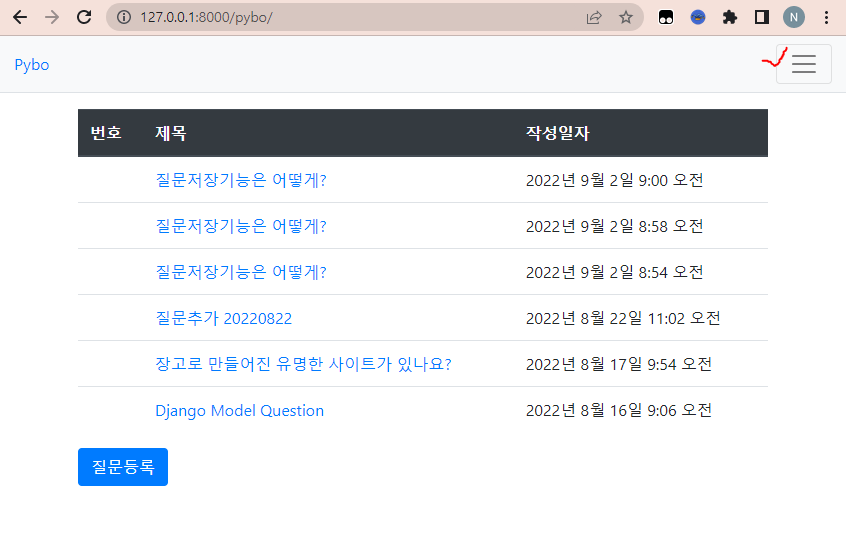 127.0.0.1:8000/pybo/
N
Pybo
번호 제목 작성일자
질문저장기능은 어떻게? 2022년 9월 2일 9:00 오전
질문저장기능은 어떻게? 2022년 9월 2일 8:58 오전
질문저장기능은 어떻게? 2022년 9월 2일 8:54 오전
질문추가 20220822 2022년 8월 22일 11:02 오전
장고로 만들어진 유명한 사이트가 있나요? 2022년 8월 17일 9:54 오전
Django Model Question 2022년 8월 16일 9:06 오전
질문등록